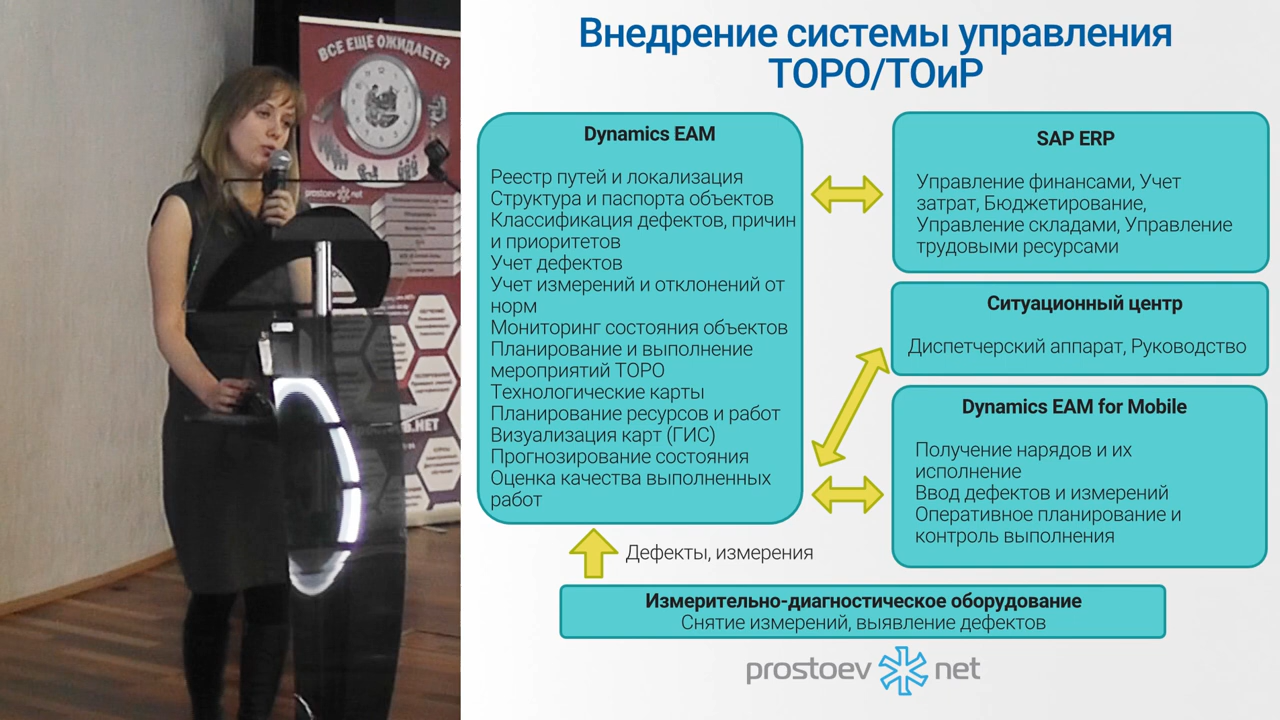 ВСЕ ЕЩЕ ОЖИДАЕТЕ?
prostoev net
Внедрение системы управления
ТОРО/ТОиР
Dynamics EAM
Реестр путей и локализация
Структура и паспорта объектов
Классификация дефектов, причин
и приоритетов
Учет дефектов
Учет измерений и отклонений от
норм
Мониторинг состояния объектов
Планирование и выполнение
мероприятий ТОРО
Технологические карты
Планирование ресурсов и работ
Визуализация карт (ГИС)
Прогнозирование состояния
Оценка качества выполненных
работ
SAP ERP
Управление финансами, Учет
затрат, Бюджетирование,
Управление складами, Управление
трудовыми ресурсами
Ситуационный центр
Диспетчерский аппарат, Руководство
Dynamics EAM for Mobile
Получение нарядов и их
исполнение
Ввод дефектов и измерений
Оперативное планирование и
контроль выполнения
Дефекты, измерения
Измерительно-диагностическое оборудование
Снятие измерений, выявление дефектов
prostoev net